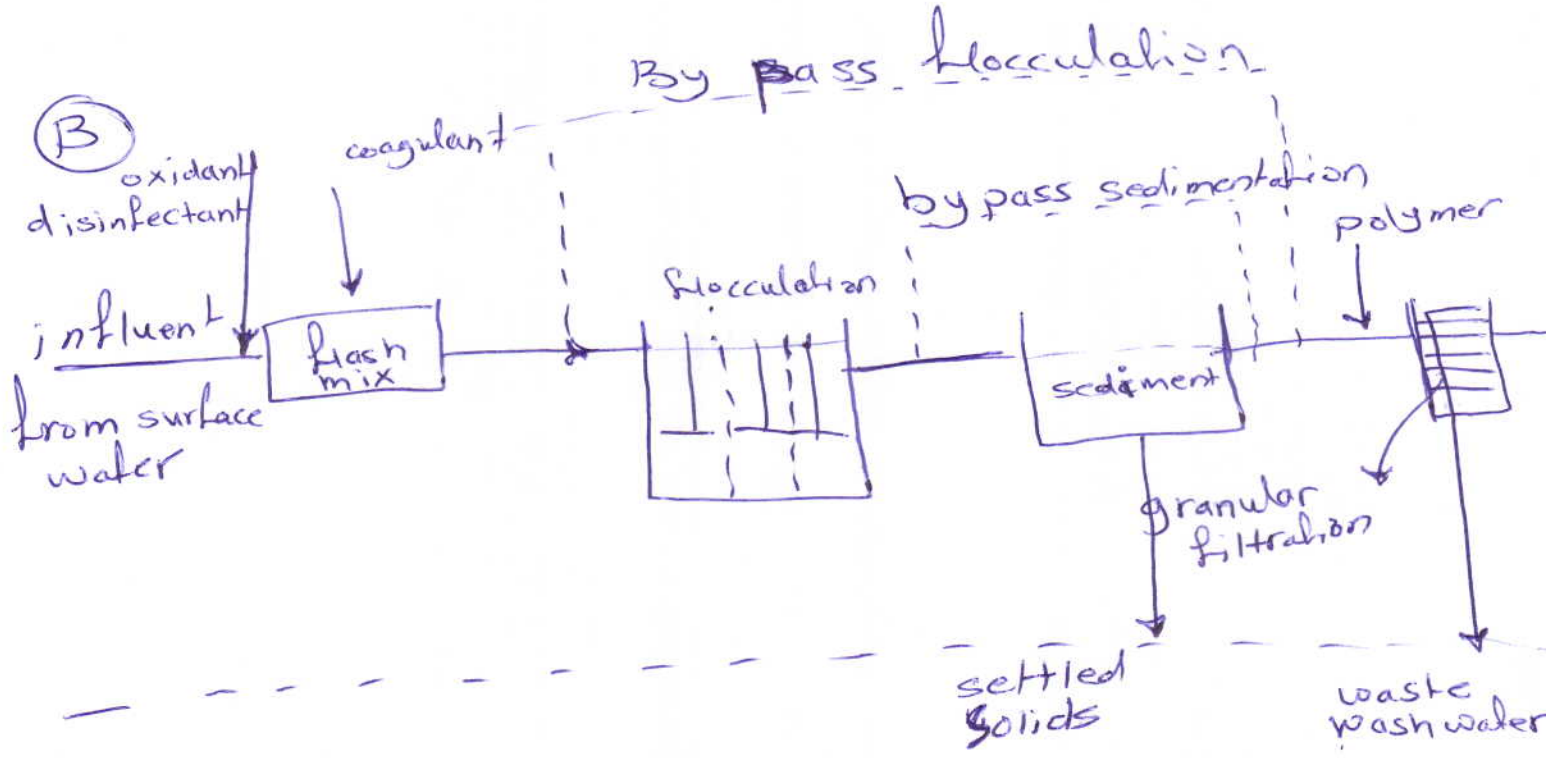 By pass flocculation
B
oxidant
disinfectant
coagulant
by pass sedimentation
polymer
influent
from surface
water
flash
mix
flocculation
sediment
granular
filtration
settled
solids
waste
wash water